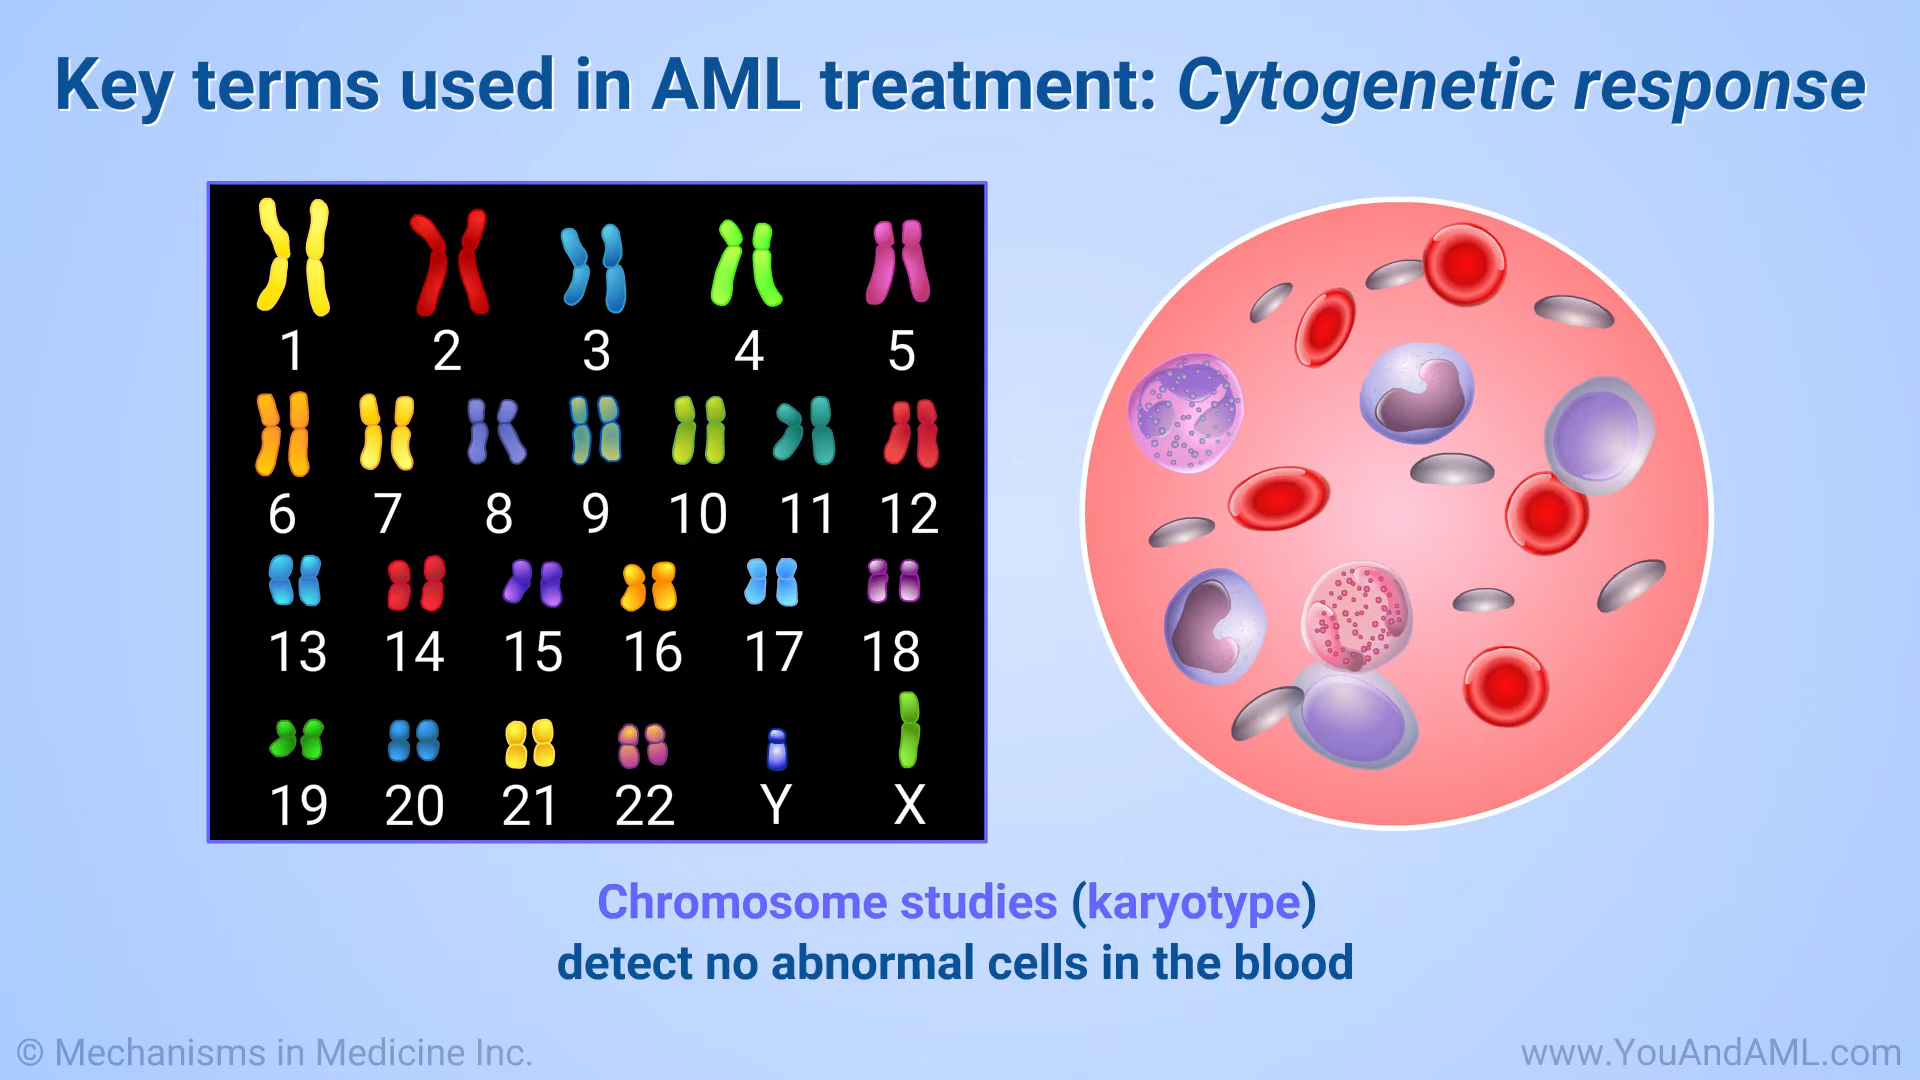 Key terms used in AML treatment: Cytogenetic response
1 2 3 4 5
6 7 8 9 10 11 12
13 14 15 16 17 18
19 20 21 22 Y X
Chromosome studies (karyotype)
detect no abnormal cells in the blood
© Mechanisms in Medicine Inc.
www.YouAndAML.com